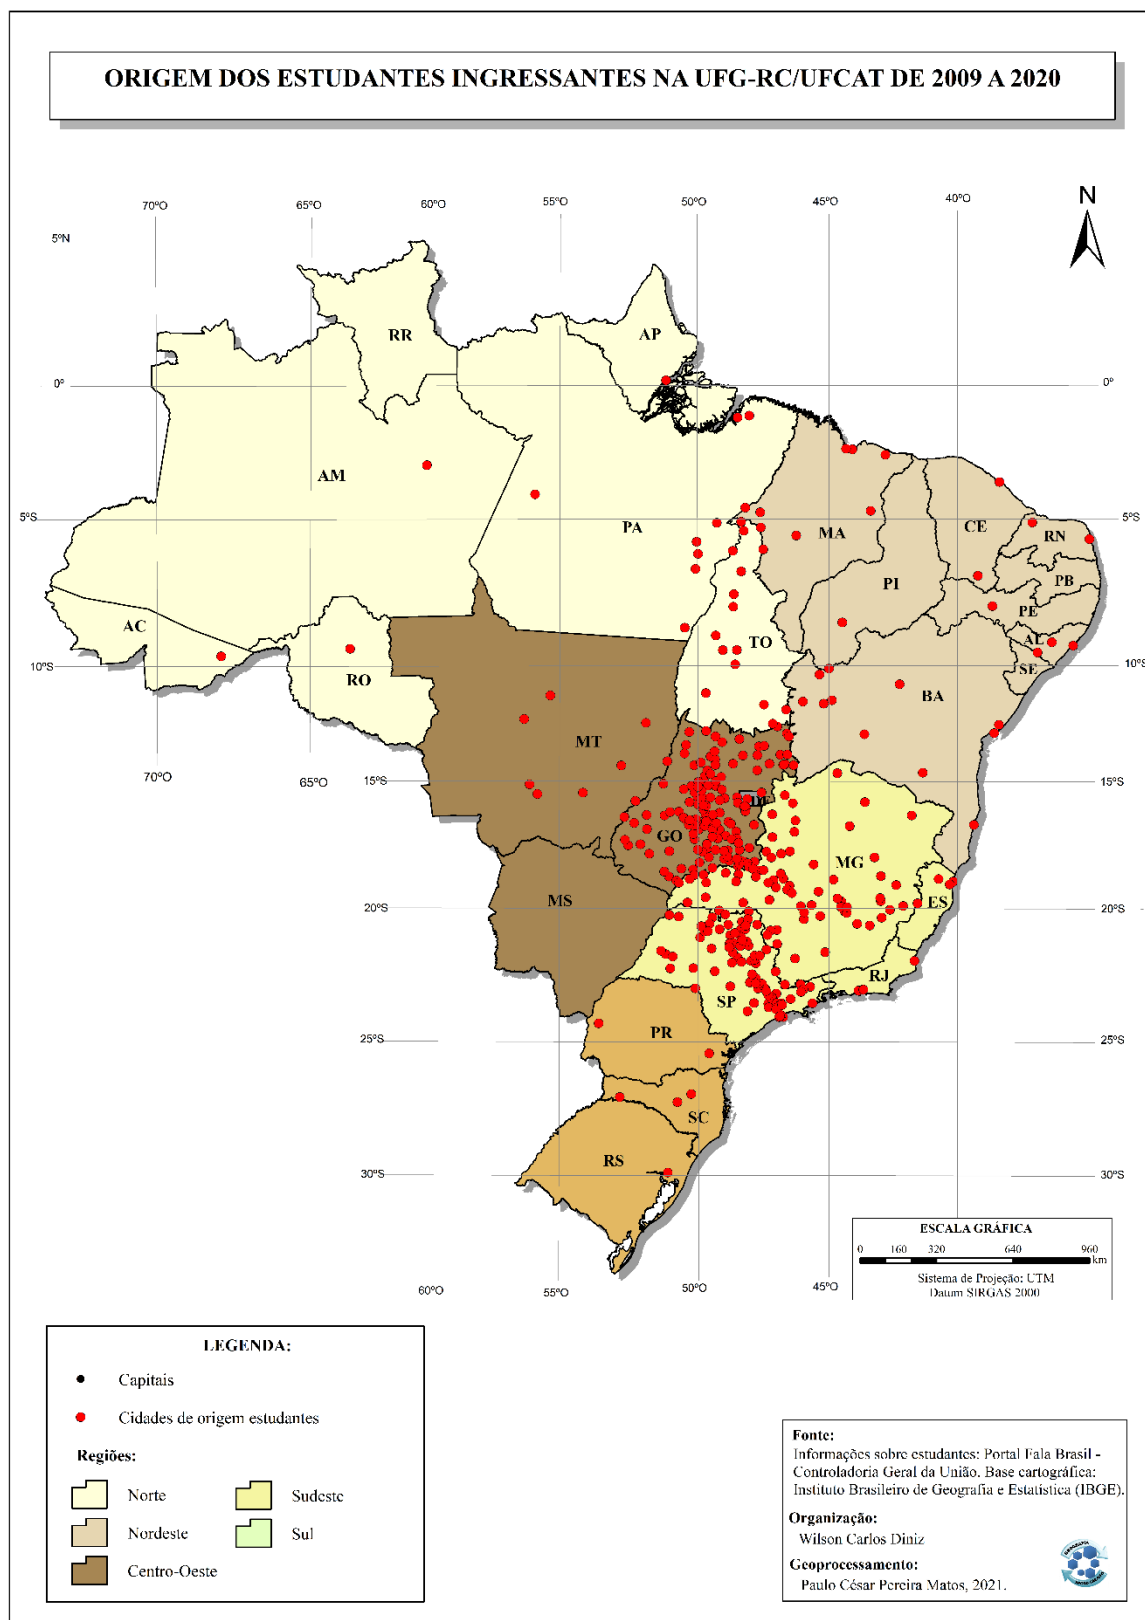 ORIGEM DOS ESTUDANTES INGRESSANTES NA UFG-RC/UFCAT DE 2009 A 2020
70ºO 65ºO 60ºO 55ºO 50ºO 45ºO 40ºO
N
5ºN
RR
AP
0º 0º
AM
PA
MA
CE
RN
5ºS 5ºS
PI
PB
PE
AC
TO
AL
SE
RO
BA
10ºS 10ºS
MT
70ºO 65ºO
15ºS 15ºS
DF
GO
MG
MS
ES
20ºS 20ºS
RJ
SP
PR
25ºS 25ºS
SC
RS
30ºS 30ºS
ESCALA GRÁFICA
0 160 320 640 960
km
Sistema de Projeção: UTM
Datum SIRGAS 2000
60ºO 55ºO 50ºO 45ºO
LEGENDA:
Capitais
Cidades de origem estudantes
Regiões:
Norte Sudeste
Nordeste Sul
Centro-Oeste
Fonte:
Informações sobre estudantes: Portal Fala Brasil -
Controladoria Geral da União. Base cartográfica:
Instituto Brasileiro de Geografia e Estatística (IBGE).
Organização:
Wilson Carlos Diniz
Geoprocessamento:
Paulo César Pereira Matos, 2021.